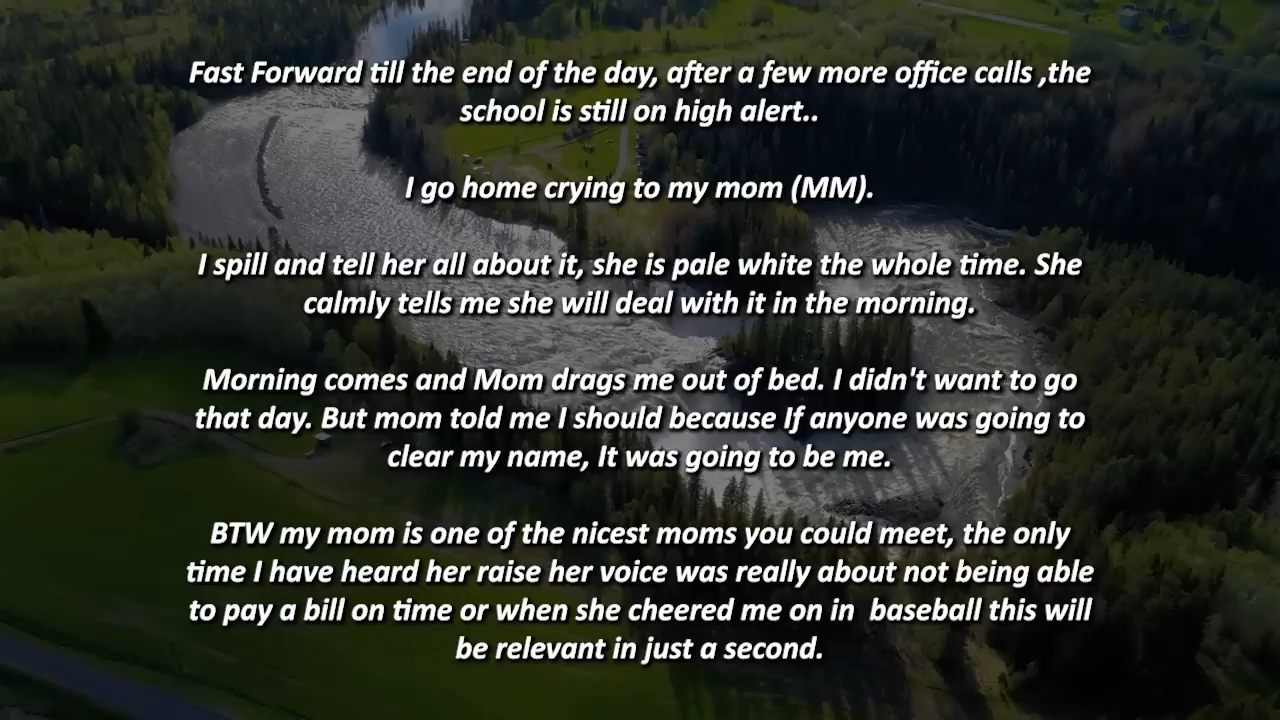 Fast Forward till the end of the day, after a few more office calls ,the
school is still on high alert..
I go home crying to my mom (MM).
I spill and tell her all about it, she is pale white the whole time. She
calmly tells me she will deal with it in the morning.
Morning comes and Mom drags me out of bed. I didn't want to go
that day. But mom told me I should because If anyone was going to
clear my name, It was going to be me.
BTW my mom is one of the nicest moms you could meet, the only
time I have heard her raise her voice was really about not being able
to pay a bill on time or when she cheered me on in  baseball this will
be relevant in just a second.